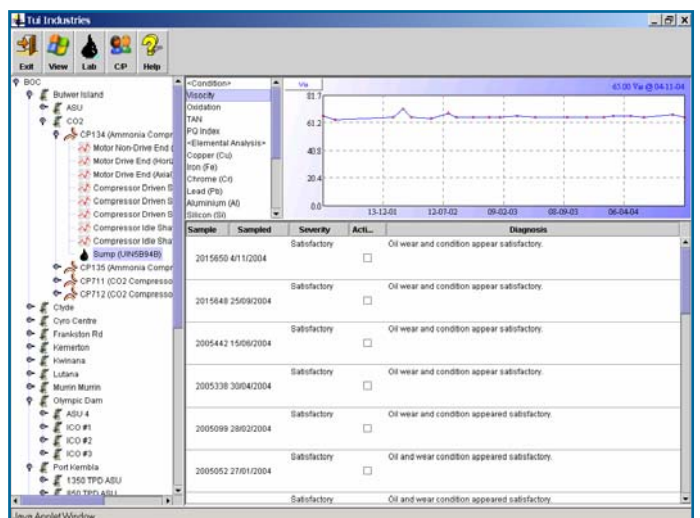 Tui Industries
Exit View Lab C/P Help
BOC
Butwer Island
ASU
CO2
CP134 (Ammonia Compr
Motor Non-Drive End (
Motor Drive End (Horiz
Motor Drive End (Axial
Compressor Driven S
Compressor Driven S
Compressor Driven S
Compressor Idle Sha
Compressor Idle Sha
Sump (UIN5B94B)
CP135 (Ammonia Compr
CP711 (CO2 Compresso
CP712 (CO2 Compresso
Clyde
Cyro Centre
Frankston Rd
Kemerton
Kwinana
Lutana
Murrin Murrin
Olympic Dam
ASU 4
ICO #1
ICO #2
ICO #3
Port Kembla
1350 TPD ASU
850 TPD ASU
<Condition>
Visocity
Oxidation
TAN
PQ Index
<Elemental Analysis>
Copper (Cu)
Iron (Fe)
Chrome (Cr)
Lead (Pb)
Aluminium (Al)
Silicon (Si)
Vis
65.00 Vis @ 04-11-04
81.7
61.2
40.8
20.4
0.0
13-12-01 12-07-02 09-02-03 08-09-03 06-04-04
Sample Sampled Severity Acti... Diagnosis
2015650 4/11/2004 Satisfactory Oil wear and condition appear satisfactory.
2015648 25/09/2004 Satisfactory Oil wear and condition appear satisfactory.
2005442 15/06/2004 Satisfactory Oil wear and condition appear satisfactory.
2005338 30/04/2004 Satisfactory Oil wear and condition appear satisfactory.
2005099 28/02/2004 Satisfactory Oil wear and condition appeared satisfactory.
2005052 27/01/2004 Satisfactory Oil and wear condition appeared satisfactory.
Satisfactory Oil and wear condition appeared satisfactory.
Java Applet Window